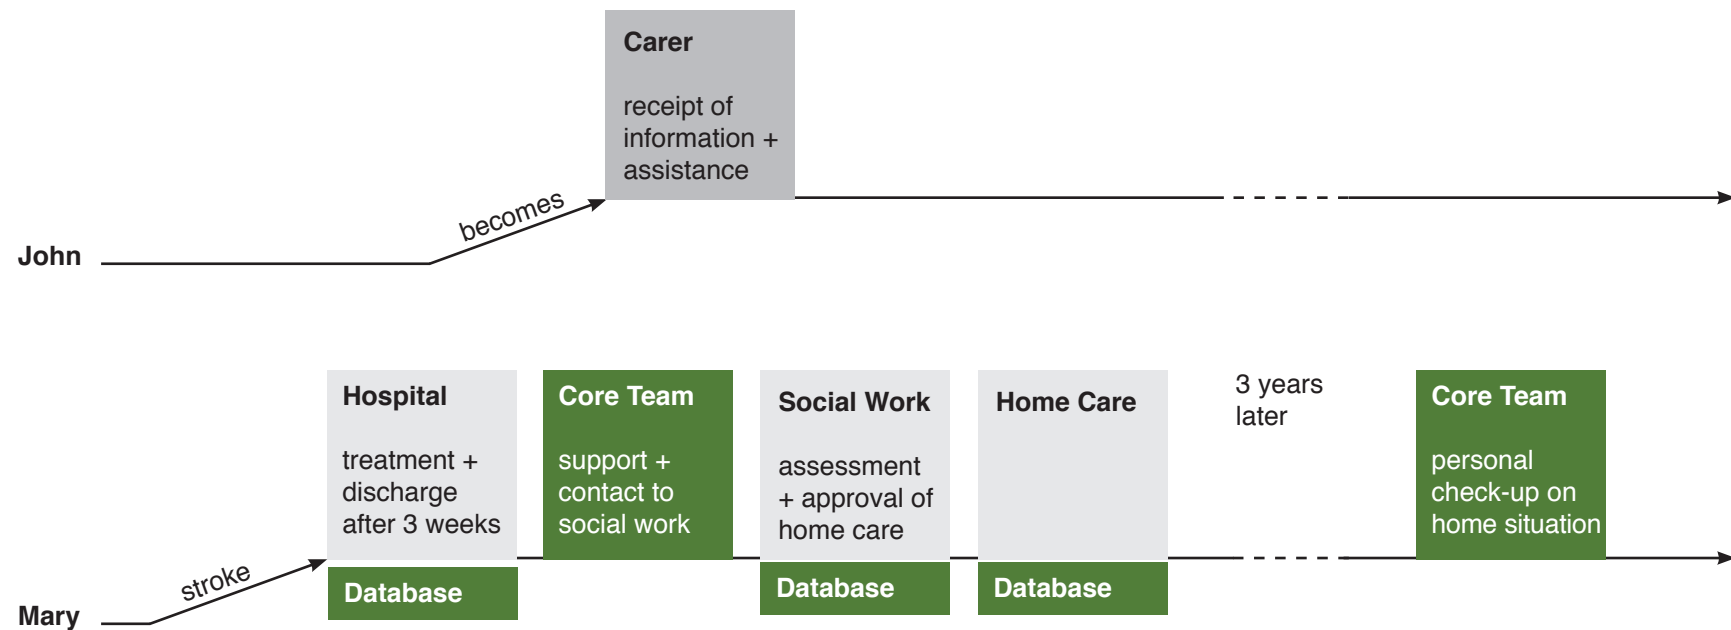 Carer
receipt of
information +
assistance
becomes
John
Hospital
treatment +
discharge
after 3 weeks
Core Team
support +
contact to
social work
Social Work
assessment
+ approval of
home care
Home Care
3 years
later
Core Team
personal
check-up on
home situation
stroke
Database
Database
Database
Mary